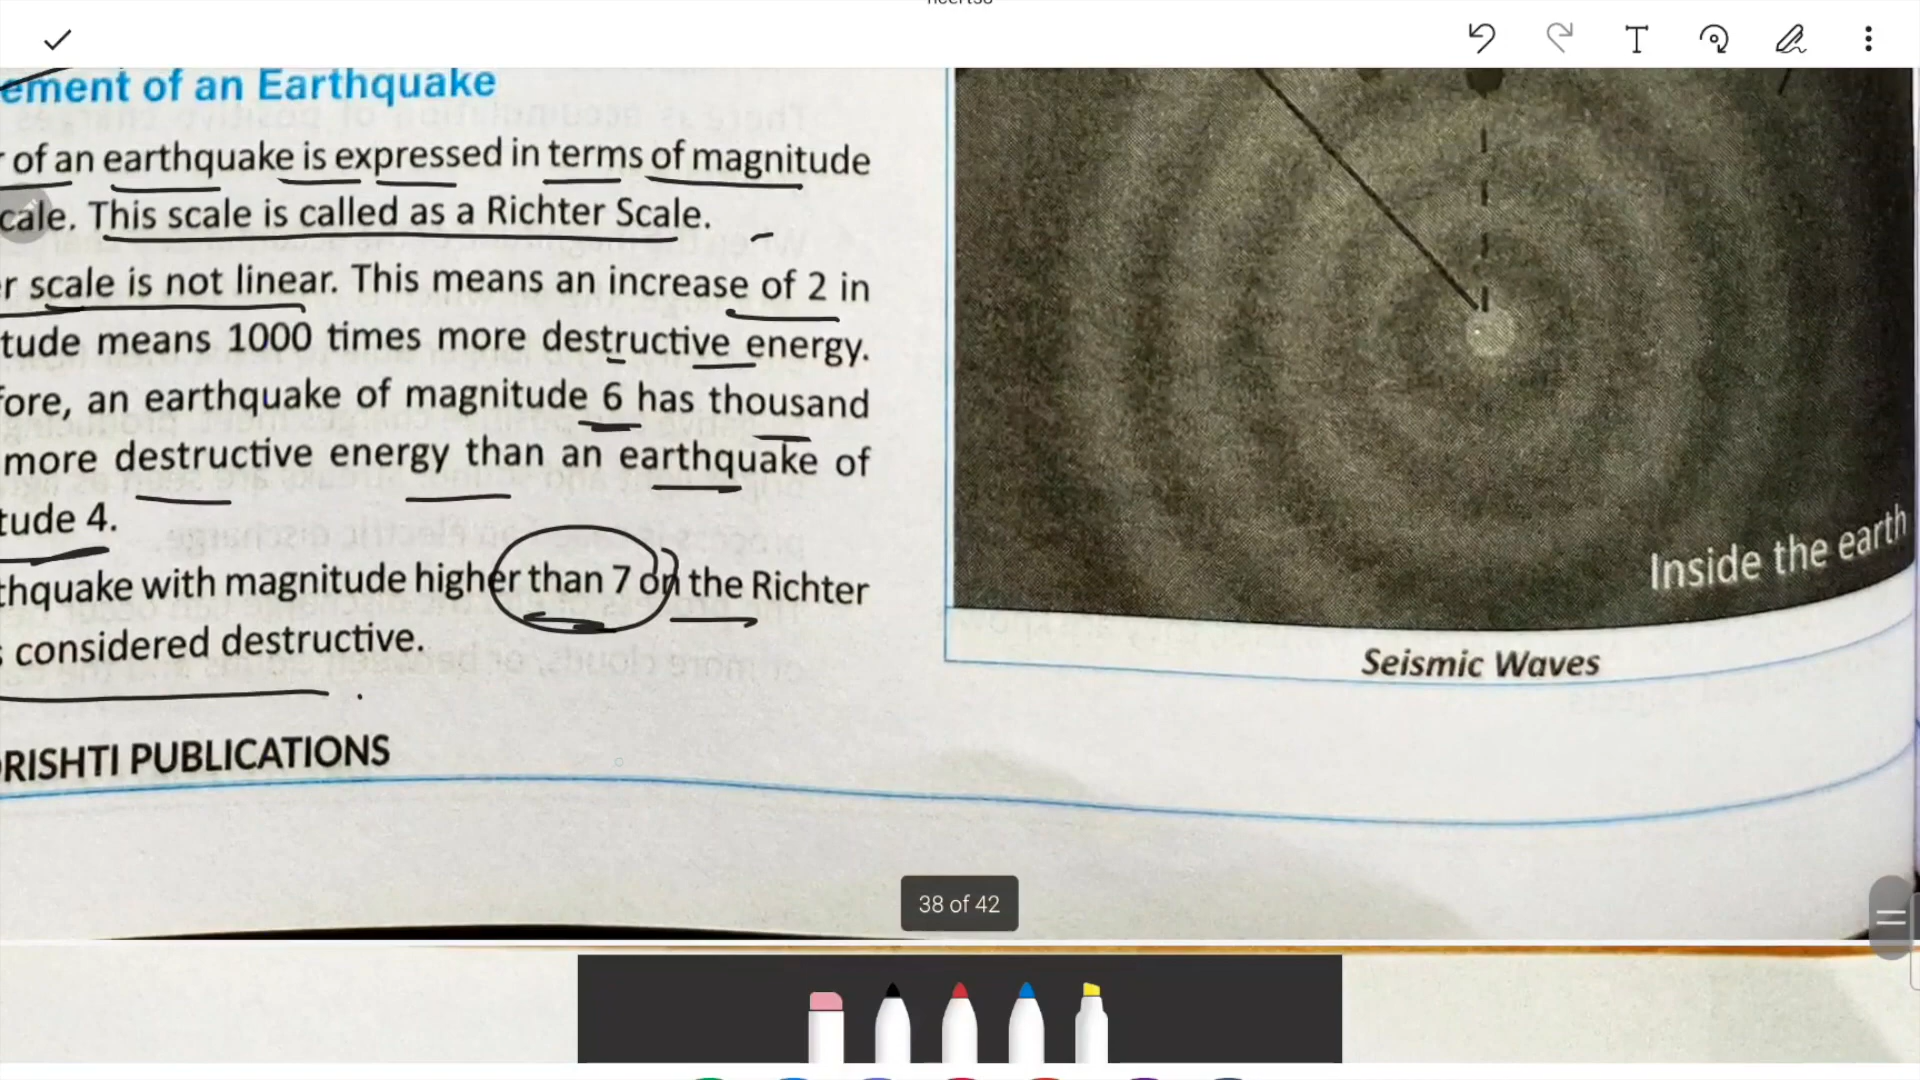 ement of an Earthquake
of an earthquake is expressed in terms of magnitude
cale. This scale is called as a Richter Scale.
r scale is not linear. This means an increase of 2 in
tude means 1000 times more destructive energy.
fore, an earthquake of magnitude 6 has thousand
more destructive energy than an earthquake of
tude 4.
thquake with magnitude higher than 7 on the Richter
s considered destructive.
RISHTI PUBLICATIONS
Inside the earth
Seismic Waves
38 of 42